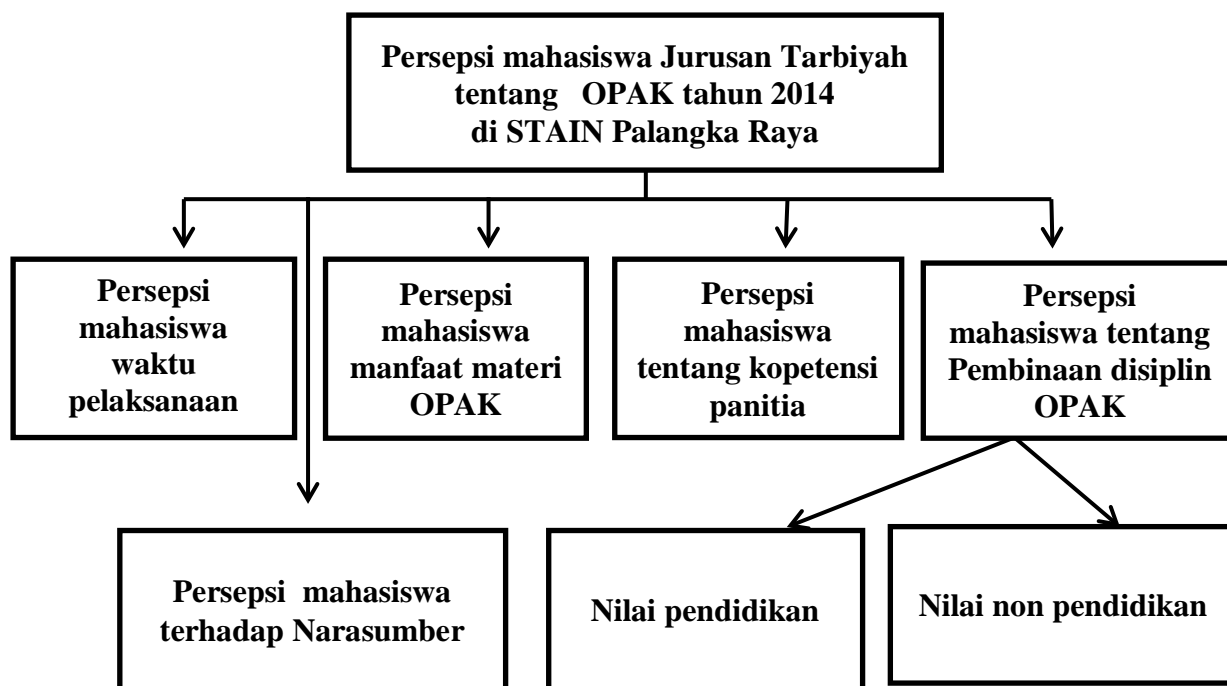 Persepsi mahasiswa Jurusan Tarbiyah
tentang OPAK tahun 2014
di STAIN Palangka Raya
Persepsi
mahasiswa
waktu
pelaksanaan
Persepsi
mahasiswa
manfaat materi
OPAK
Persepsi
mahasiswa
tentang kopetensi
panitia
Persepsi
mahasiswa tentang
Pembinaan disiplin
OPAK
Persepsi mahasiswa
terhadap Narasumber
Nilai pendidikan
Nilai non pendidikan